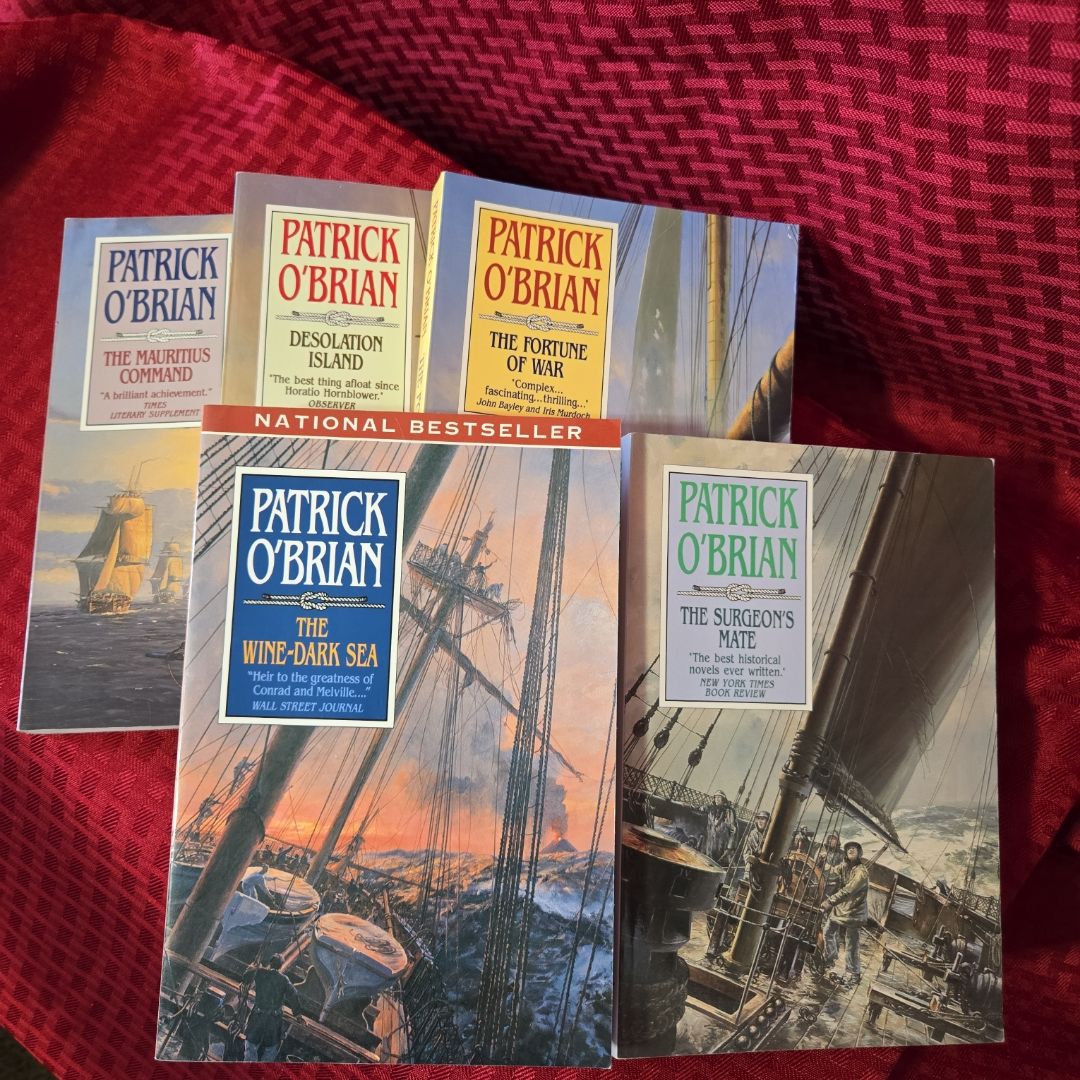 PATRICK
O'BRIAN
THE MAURITIUS
COMMAND
"A brilliant achievement."
TIMES
LITERARY SUPPLEMENT
PATRICK
O'BRIAN
DESOLATION
ISLAND
'The best thing afloat since
Horatio Hornblower.'
OBSERVER
PATRICK
O'BRIAN
THE FORTUNE
OF WAR
'Complex...
fascinating...thrilling...'
John Bayley and Iris Murdoch
NATIONAL BESTSELLER
PATRICK
O'BRIAN
THE
WINE-DARK SEA
"Heir to the greatness of
Conrad and Melville...."
WALL STREET JOURNAL
PATRICK
O'BRIAN
THE SURGEON'S
MATE
'The best historical
novels ever written.'
NEW YORK TIMES
BOOK REVIEW